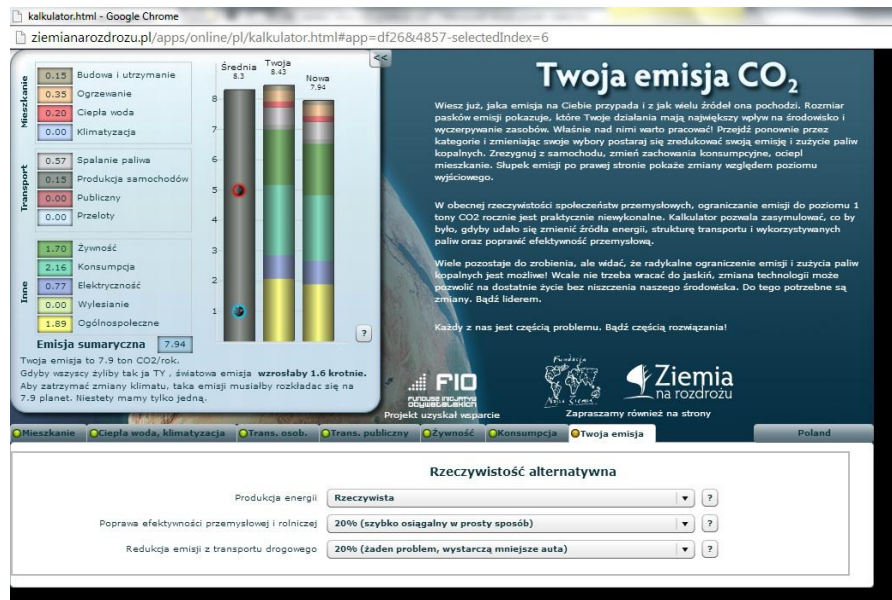 kalkulator.html - Google Chrome
ziemianarozdrozu.pl/apps/online/pl/kalkulator.html#app=df26&4857-selectedIndex=6
<<
Mieszkanie
0.15 Budowa i utrzymanie
0.35 Ogrzewanie
0.20 Ciepła woda
0.00 Klimatyzacja
Transport
0.57 Spalanie paliwa
0.15 Produkcja samochodów
0.00 Publiczny
0.00 Przeloty
Inne
1.70 Żywność
2.16 Konsumpcja
0.77 Elektryczność
0.00 Wylesianie
1.89 Ogólnospołeczne
Emisja sumaryczna 7.94
Twoja emisja to 7.9 ton CO2/rok.
Gdyby wszyscy żyliby tak ja TY , światowa emisja wzrosłaby 1.6 krotnie.
Aby zatrzymać zmiany klimatu, taka emisji musiałby rozkładac się na
7.9 planet. Niestety mamy tylko jedną.
Średnia
8.3
Twoja
8.43
Nowa
7.94
8
7
6
5
4
3
2
1
?
Twoja emisja CO₂
Wiesz już, jaka emisja na Ciebie przypada i z jak wielu źródeł ona pochodzi. Rozmiar
pasków emisji pokazuje, które Twoje działania mają największy wpływ na środowisko i
wyczerpywanie zasobów. Właśnie nad nimi warto pracować! Przejdź ponownie przez
kategorie i zmieniając swoje wybory postaraj się zredukować swoją emisję i zużycie paliw
kopalnych. Zrezygnuj z samochodu, zmień zachowania konsumpcyjne, ociepl
mieszkanie. Słupek emisji po prawej stronie pokaże zmiany względem poziomu
wyjściowego.
W obecnej rzeczywistości społeczeństw przemysłowych, ograniczanie emisji do poziomu 1
tony CO2 rocznie jest praktycznie niewykonalne. Kalkulator pozwala zasymulować, co by
było, gdyby udało się zmienić źródła energii, strukturę transportu i wykorzystywanych
paliw oraz poprawić efektywność przemysłową.
Wiele pozostaje do zrobienia, ale widać, że radykalne ograniczenie emisji i zużycia paliw
kopalnych jest możliwe! Wcale nie trzeba wracać do jaskiń, zmiana technologii może
pozwolić na dostatnie życie bez niszczenia naszego środowiska. Do tego potrzebne są
zmiany. Bądź liderem.
Każdy z nas jest częścią problemu. Bądź częścią rozwiązania!
FIO
FUNDUSZ INICJATYW
OBYWATELSKICH
Projekt uzyskał wsparcie
Fundacja
Nasza Ziemia
Ziemia
na rozdrożu
Zapraszamy również na strony
Mieszkanie Ciepła woda, klimatyzacja Trans. osob. Trans. publiczny Żywność Konsumpcja Twoja emisja Poland
Rzeczywistość alternatywna
Produkcja energii Rzeczywista ?
Poprawa efektywności przemysłowej i rolniczej 20% (szybko osiągalny w prosty sposób) ?
Redukcja emisji z transportu drogowego 20% (żaden problem, wystarczą mniejsze auta) ?